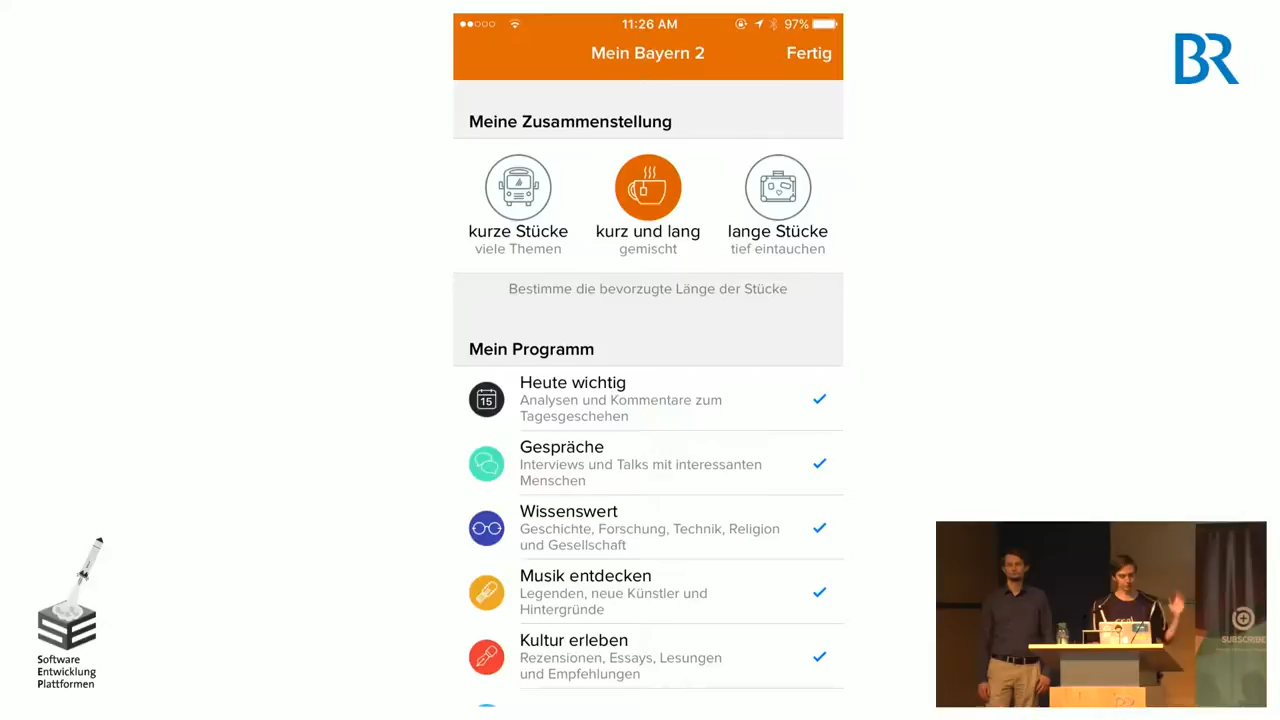 11:26 AM
97%
Mein Bayern 2
Fertig
BR
Meine Zusammenstellung
kurze Stücke
viele Themen
kurz und lang
gemischt
lange Stücke
tief eintauchen
Bestimme die bevorzugte Länge der Stücke
Mein Programm
15
Heute wichtig
Analysen und Kommentare zum
Tagesgeschehen
Gespräche
Interviews und Talks mit interessanten
Menschen
Wissenswert
Geschichte, Forschung, Technik, Religion
und Gesellschaft
Musik entdecken
Legenden, neue Künstler und
Hintergründe
Kultur erleben
Rezensionen, Essays, Lesungen
und Empfehlungen
Software
Entwicklung
Plattformen
SUBSCRIBE